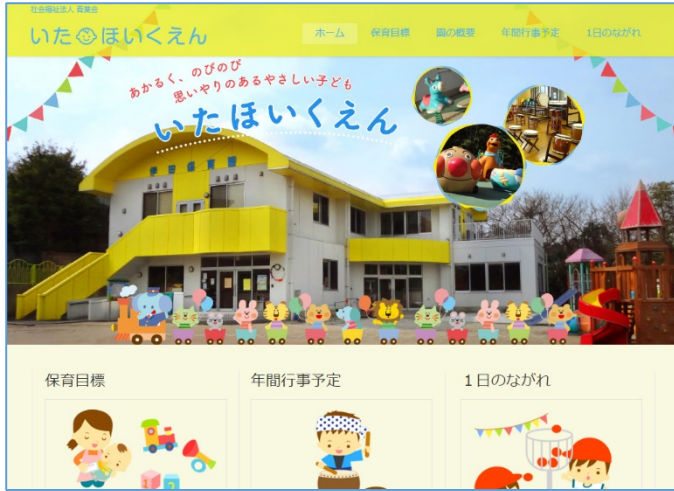 社会福祉法人 育美会
いた ほいくえん
ホーム 保育目標 園の概要 年間行事予定 1日のながれ
あかるく、のびのび
思いやりのあるやさしい子ども
いたほいくえん
保育園
保育目標 年間行事予定 1日のながれ